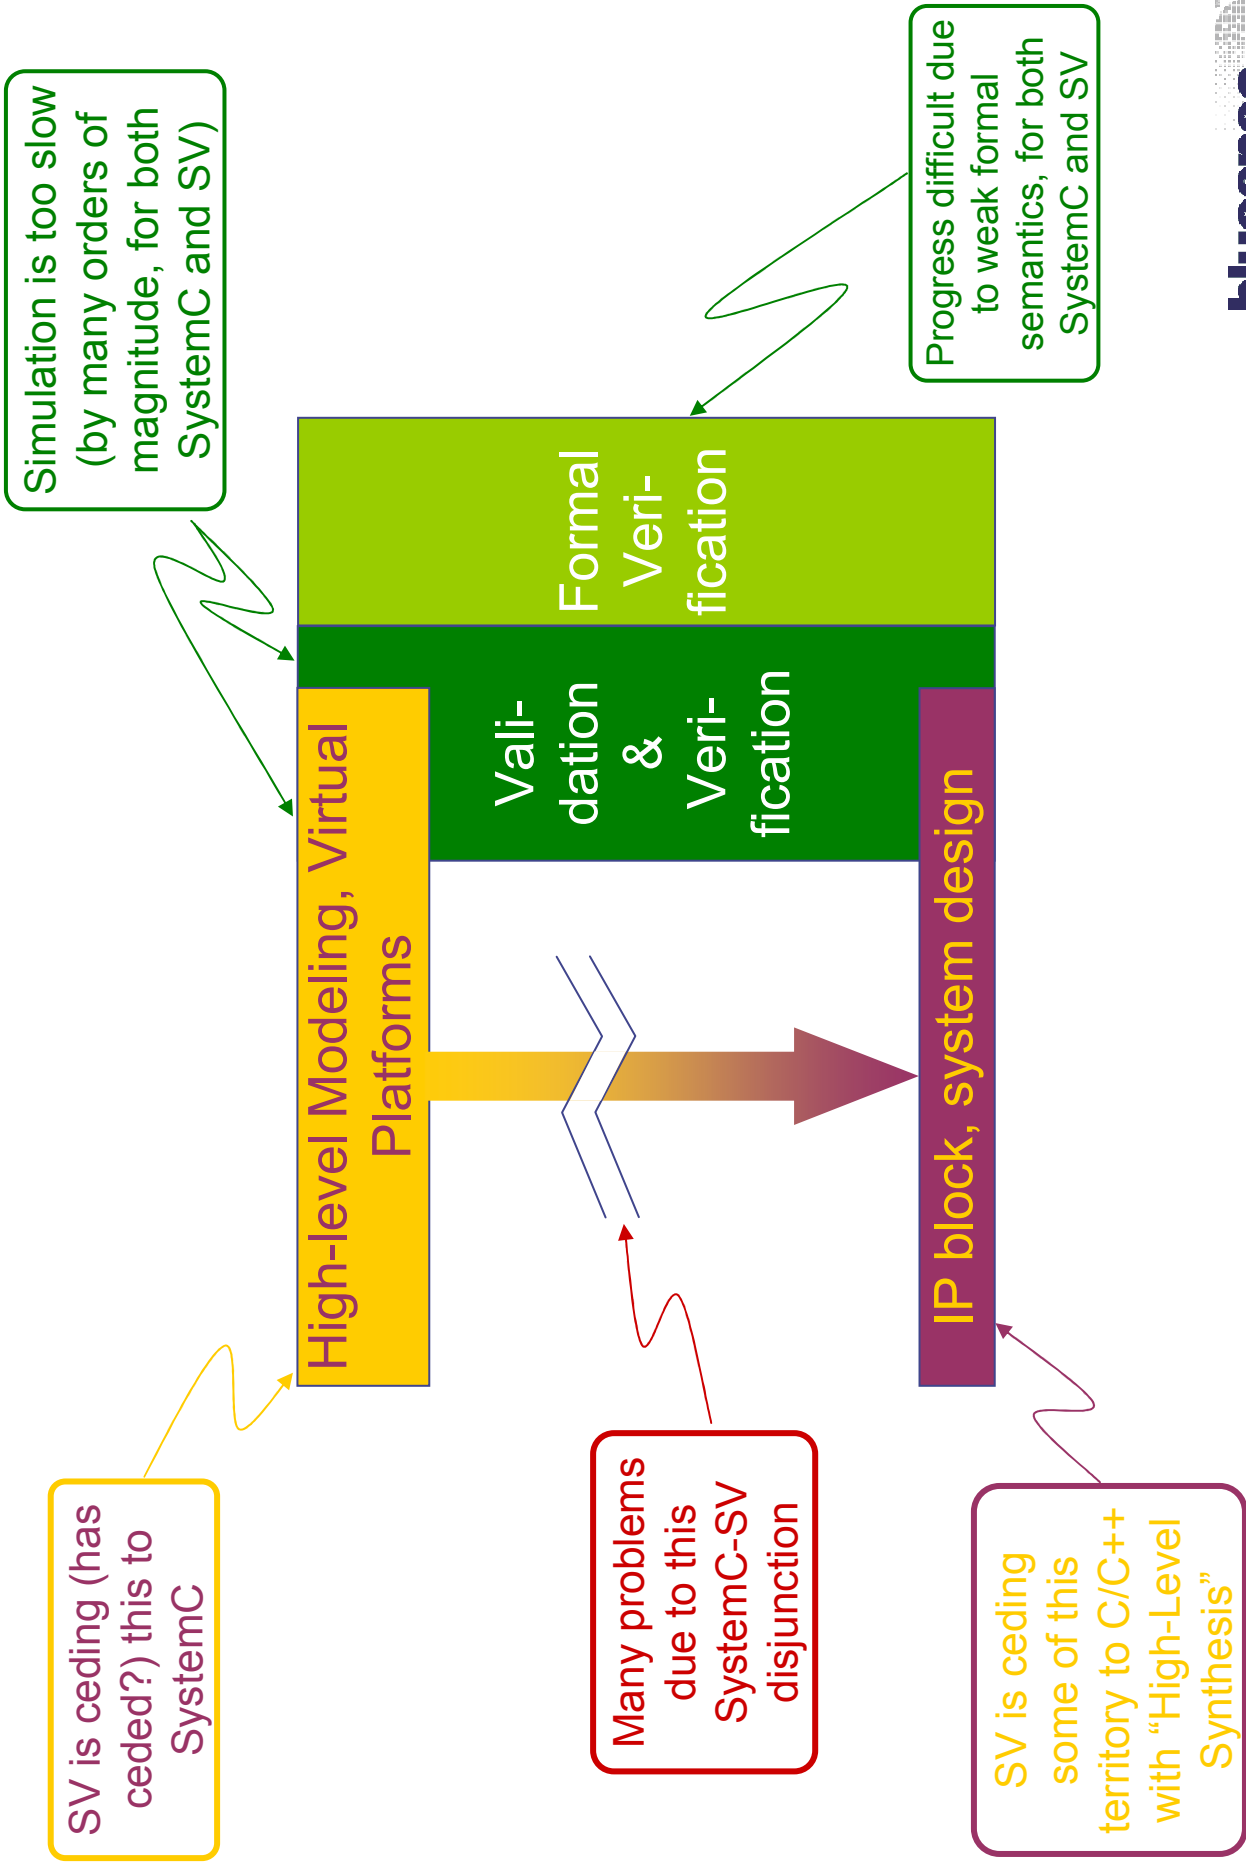 SV is ceding (has
ceded?) this to
SystemC
Simulation is too slow
(by many orders of
magnitude, for both
SystemC and SV)
High-level Modeling, Virtual
Platforms
Vali-
dation
&
Veri-
fication
Formal
Veri-
fication
Many problems
due to this
SystemC-SV
disjunction
IP block, system design
SV is ceding
some of this
territory to C/C++
with “High-Level
Synthesis”
Progress difficult due
to weak formal
semantics, for both
SystemC and SV